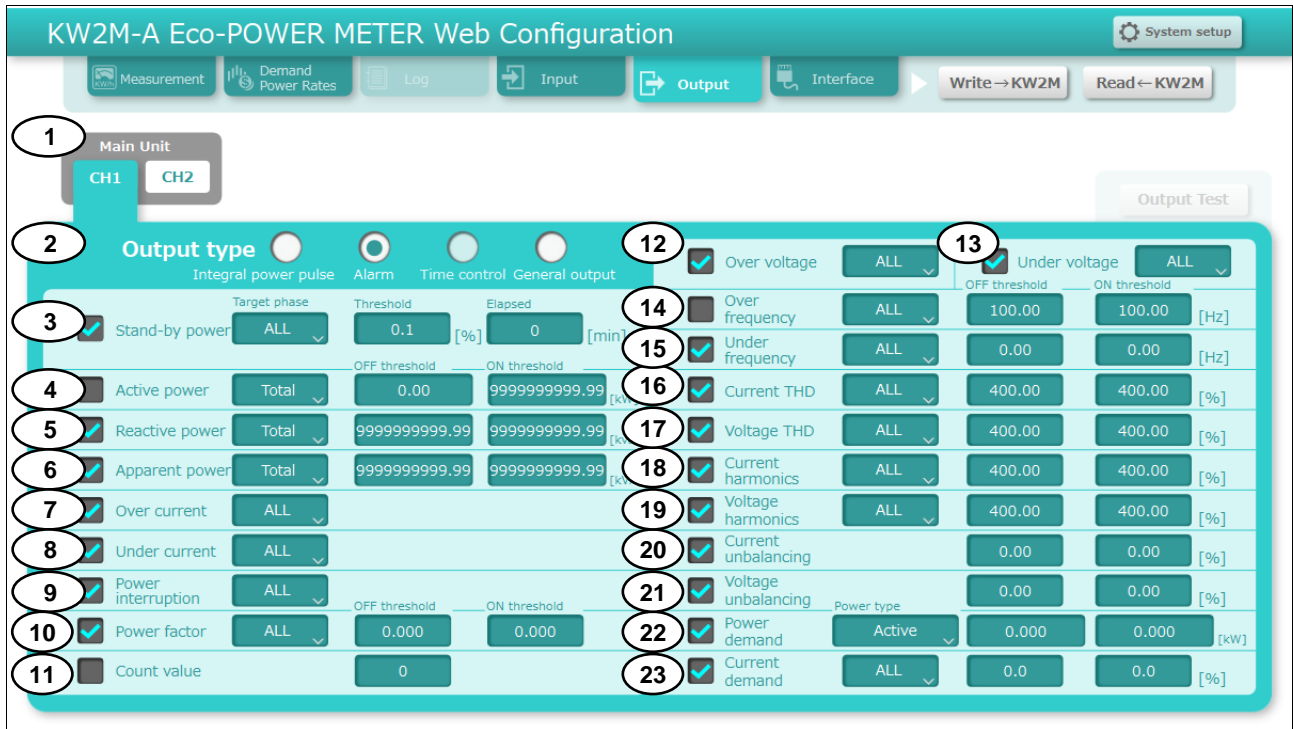 KW2M-A Eco-POWER METER Web Configuration
System setup
KW/h Measurement
Demand
Power Rates
Log
Input
Output
Interface
Write→KW2M
Read←KW2M
1
Main Unit
CH1
CH2
Output Test
2
Output type
Integral power pulse
Alarm
Time control
General output
Target phase
Threshold
Elapsed
3
Stand-by power
ALL
0.1
[%]
0
[min]
OFF threshold
ON threshold
4
Active power
Total
0.00
9999999999.99
5
Reactive power
Total
9999999999.99
9999999999.99
6
Apparent power
Total
9999999999.99
9999999999.99
7
Over current
ALL
8
Under current
ALL
9
Power
interruption
ALL
OFF threshold
ON threshold
10
Power factor
ALL
0.000
0.000
11
Count value
0
12
Over voltage
ALL
13
Under voltage
ALL
OFF threshold
ON threshold
14
Over
frequency
ALL
100.00
100.00
[Hz]
15
Under
frequency
ALL
0.00
0.00
[Hz]
16
Current THD
ALL
400.00
400.00
[%]
17
Voltage THD
ALL
400.00
400.00
[%]
18
Current
harmonics
ALL
400.00
400.00
[%]
19
Voltage
harmonics
ALL
400.00
400.00
[%]
20
Current
unbalancing
0.00
0.00
[%]
21
Voltage
unbalancing
0.00
0.00
[%]
Power type
22
Power
demand
Active
0.000
0.000
[kW]
23
Current
demand
ALL
0.0
0.0
[%]